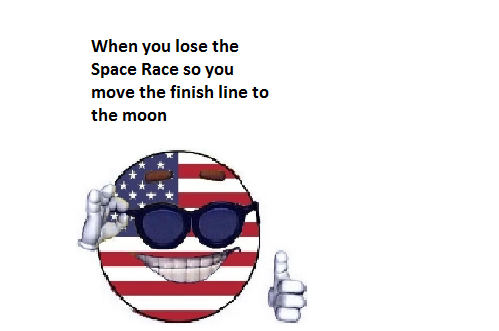 When you lose the
Space Race so you
move the finish line to
the moon